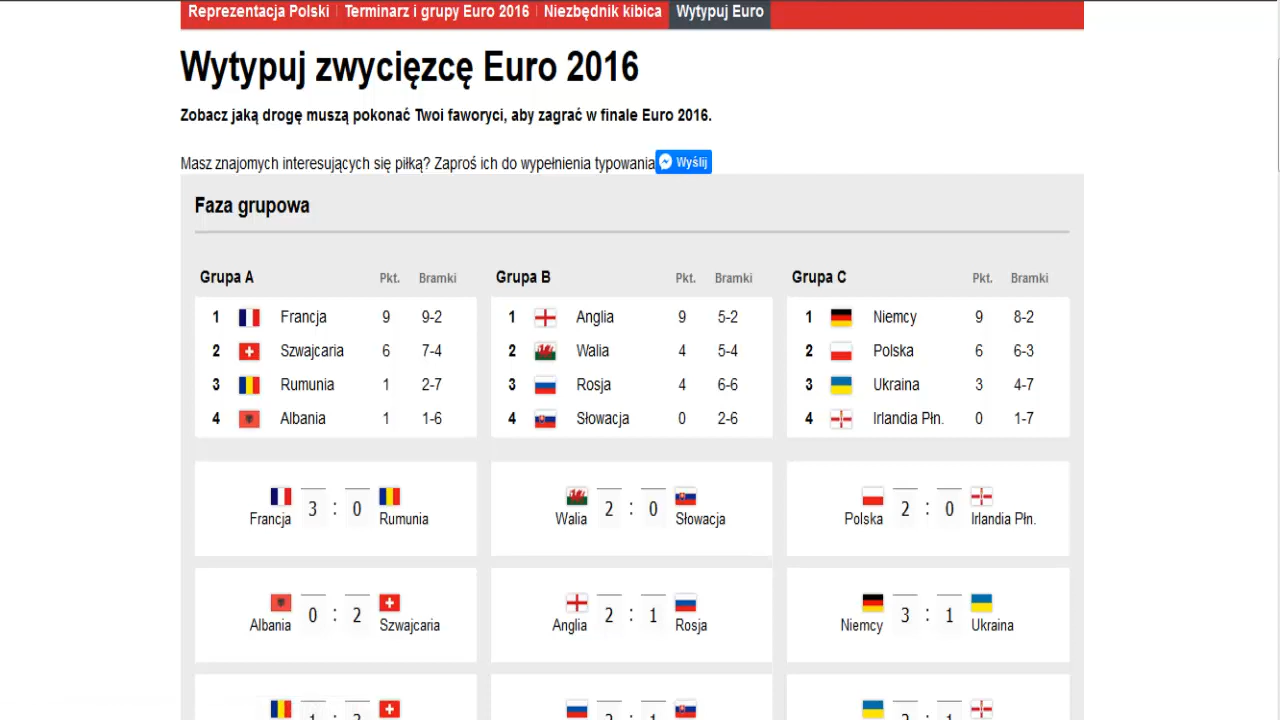 Reprezentacja Polski | Terminarz i grupy Euro 2016 | Niezbędnik kibica Wytypuj Euro
Wytypuj zwycięzcę Euro 2016
Zobacz jaką drogę muszą pokonać Twoi faworyci, aby zagrać w finale Euro 2016.
Masz znajomych interesujących się piłką? Zaproś ich do wypełnienia typowania Wyślij
Faza grupowa
Grupa A Pkt. Bramki
1 Francja 9 9-2
2 Szwajcaria 6 7-4
3 Rumunia 1 2-7
4 Albania 1 1-6
Grupa B Pkt. Bramki
1 Anglia 9 5-2
2 Walia 4 5-4
3 Rosja 4 6-6
4 Słowacja 0 2-6
Grupa C Pkt. Bramki
1 Niemcy 9 8-2
2 Polska 6 6-3
3 Ukraina 3 4-7
4 Irlandia Płn. 0 1-7
Francja 3 : 0 Rumunia
Walia 2 : 0 Słowacja
Polska 2 : 0 Irlandia Płn.
Albania 0 : 2 Szwajcaria
Anglia 2 : 1 Rosja
Niemcy 3 : 1 Ukraina